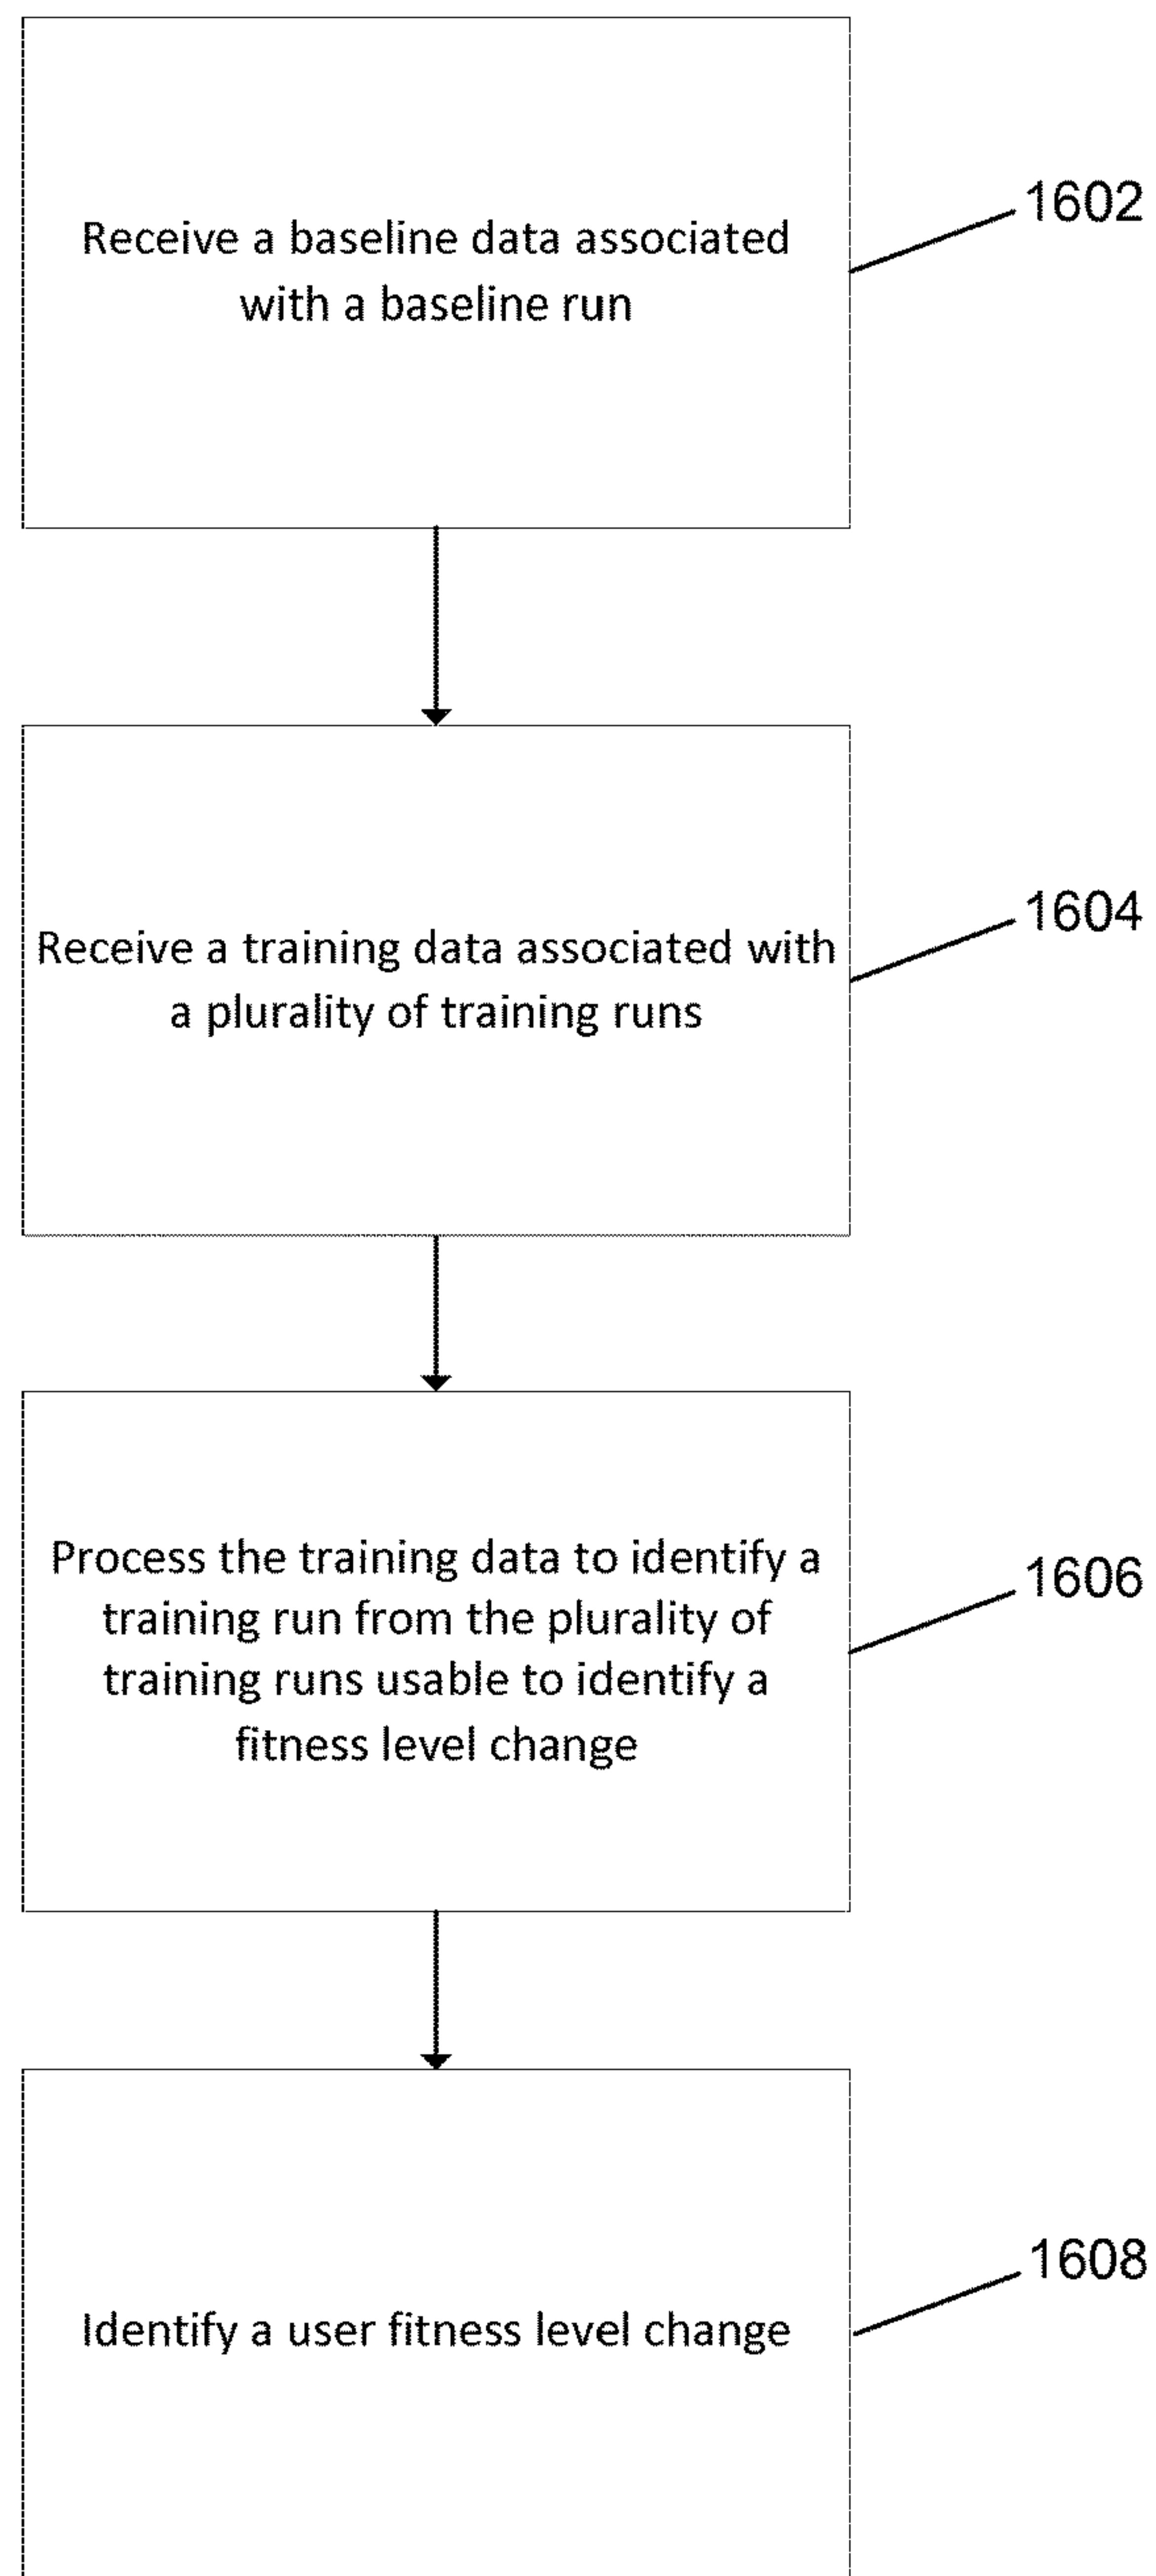 Receive a baseline data associated
with a baseline run
1602
Receive a training data associated with
a plurality of training runs
1604
Process the training data to identify a
training run from the plurality of
training runs usable to identify a
fitness level change
1606
Identify a user fitness level change
1608